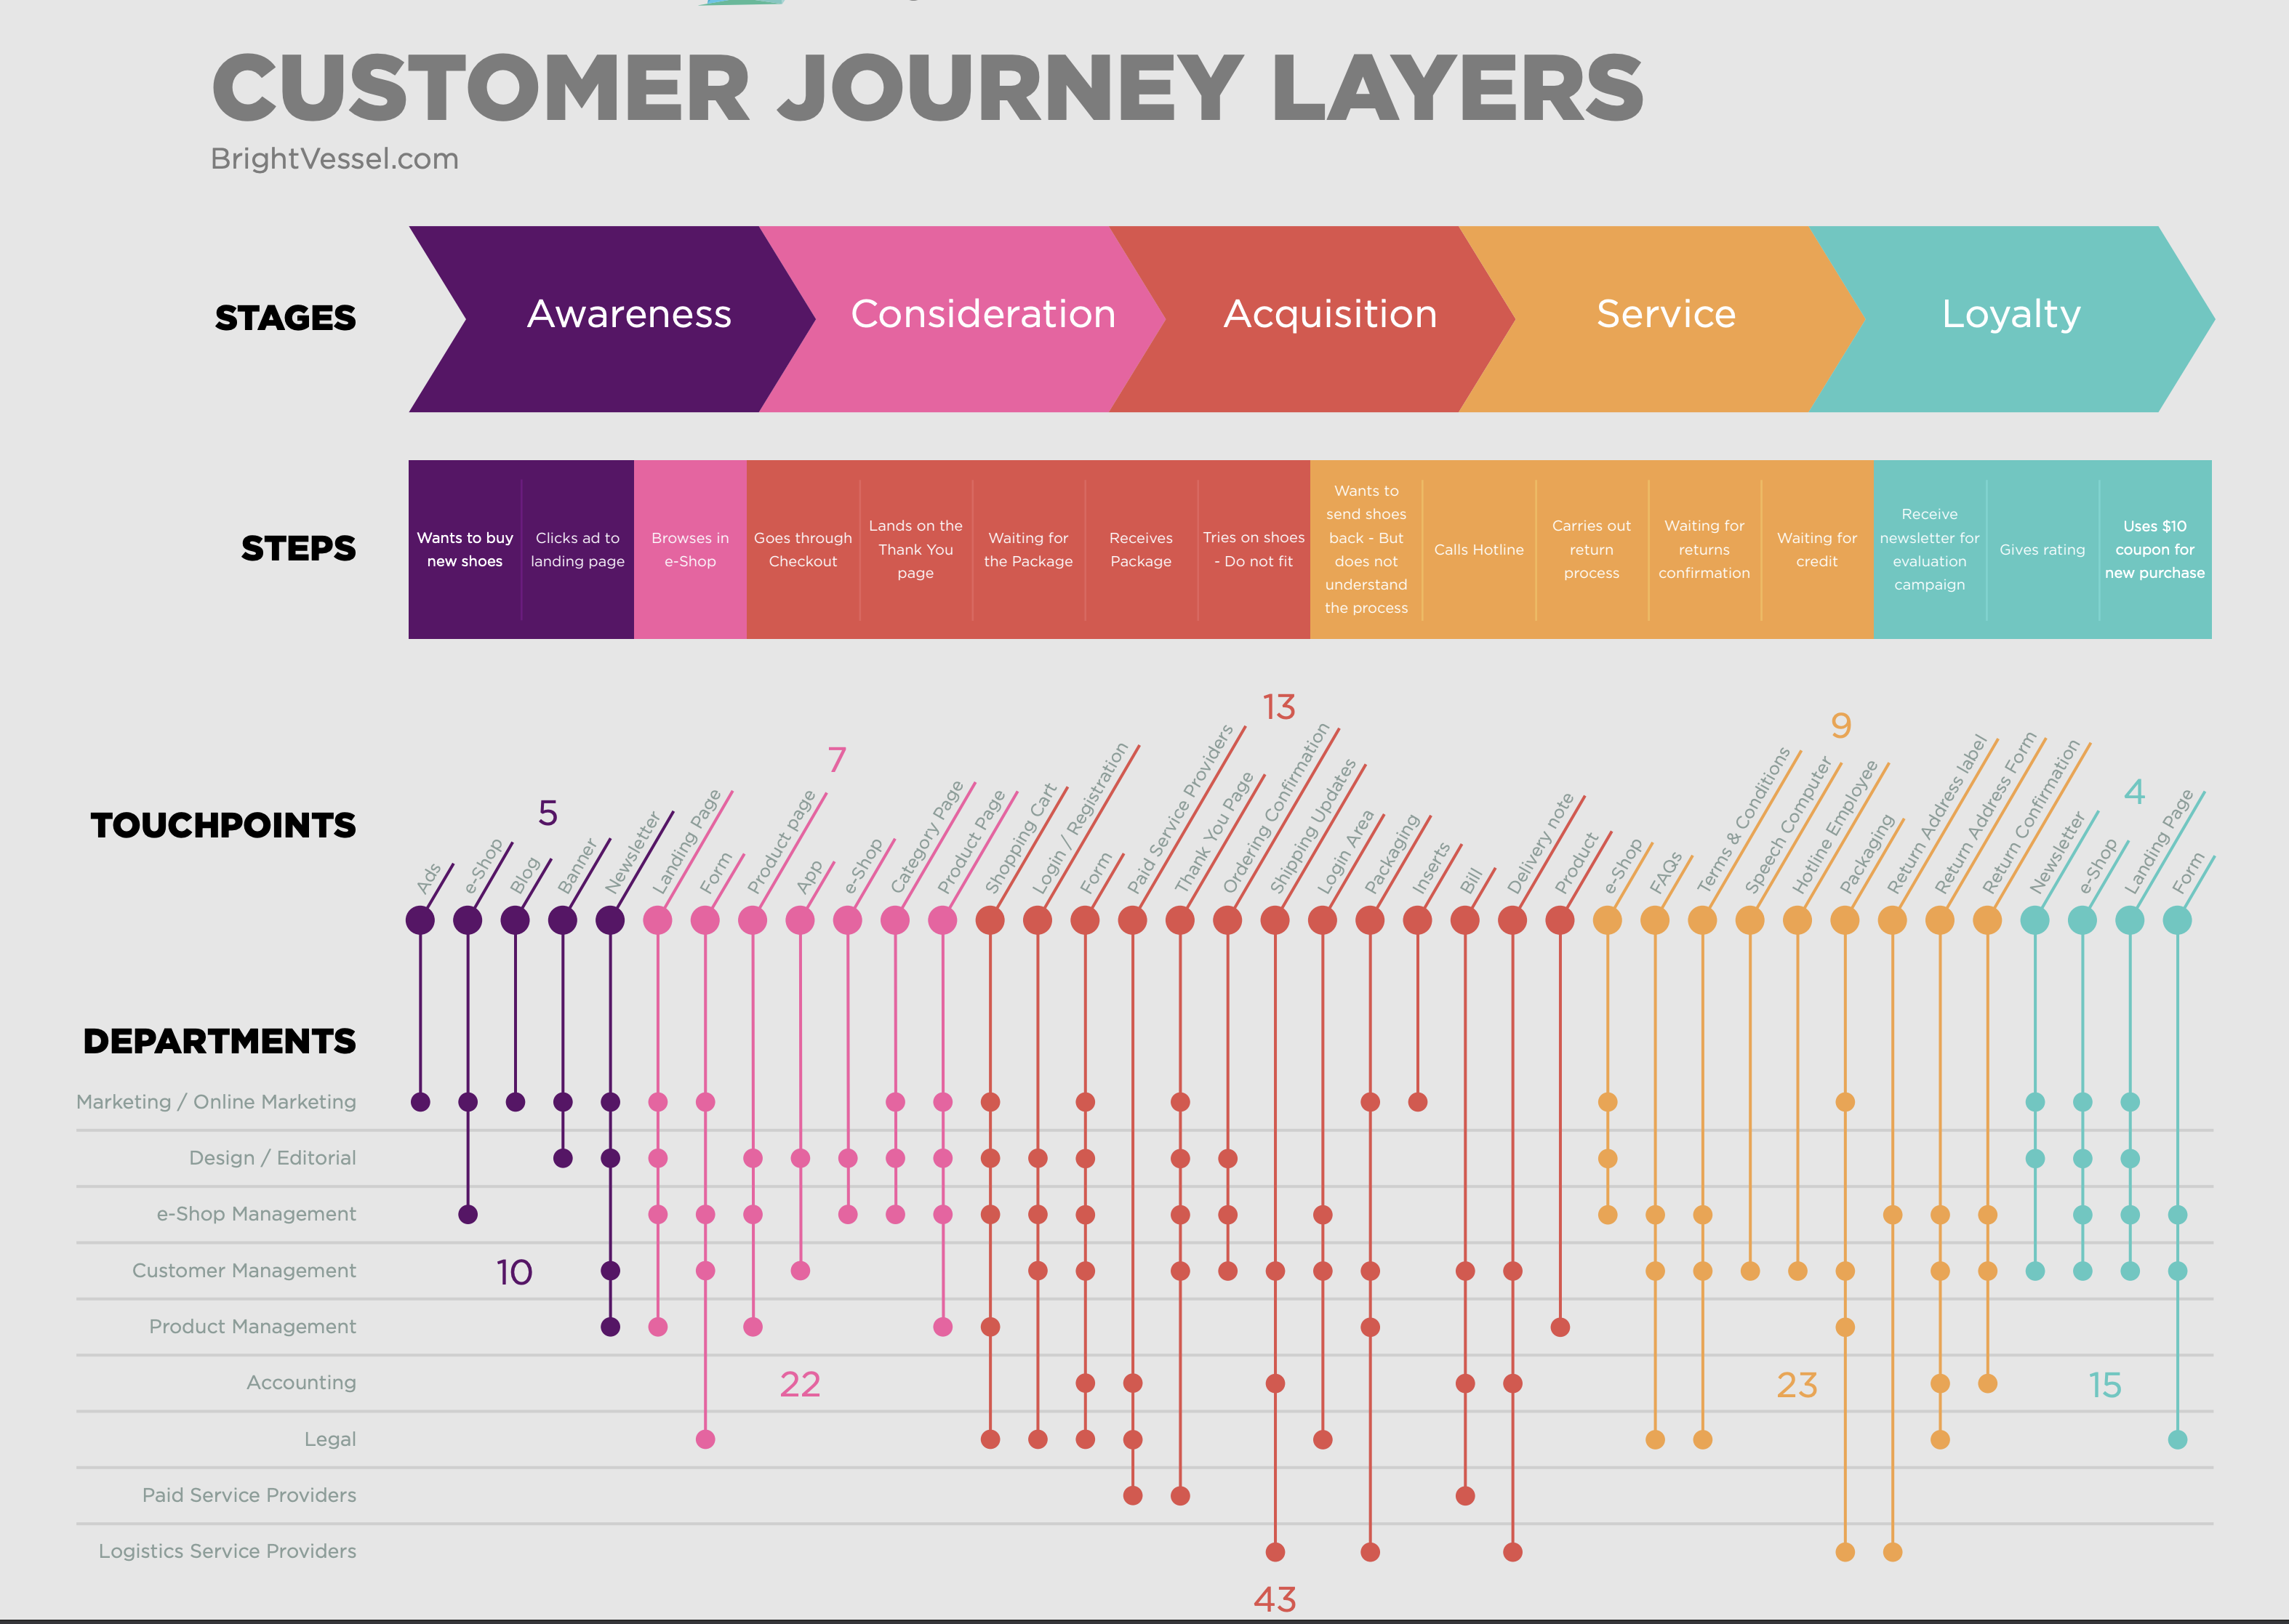 CUSTOMER JOURNEY LAYERS
BrightVessel.com
STAGES
Awareness
Consideration
Acquisition
Service
Loyalty
STEPS
Wants to buy
new shoes
Clicks ad to
landing page
Browses in
e-Shop
Goes through
Checkout
Lands on the
Thank You
page
Waiting for
the Package
Receives
Package
Tries on shoes
- Do not fit
Wants to
send shoes
back - But
does not
understand
the process
Calls Hotline
Carries out
return
process
Waiting for
returns
confirmation
Waiting for
credit
Receive
newsletter for
evaluation
campaign
Gives rating
Uses $10
coupon for
new purchase
TOUCHPOINTS
5
7
13
9
4
Ads
e-Shop
Blog
Banner
Newsletter
Landing Page
Form
Product page
App
e-Shop
Category Page
Product Page
Shopping Cart
Login / Registration
Form
Paid Service Providers
Thank You Page
Ordering Confirmation
Shipping Updates
Login Area
Packaging
Inserts
Bill
Delivery note
Product
e-Shop
FAQs
Terms & Conditions
Speech Computer
Hotline Employee
Packaging
Return Address label
Return Address Form
Return Confirmation
Newsletter
e-Shop
Landing Page
Form
DEPARTMENTS
Marketing / Online Marketing
Design / Editorial
e-Shop Management
Customer Management
10
Product Management
Accounting
22
23
15
Legal
Paid Service Providers
Logistics Service Providers
43